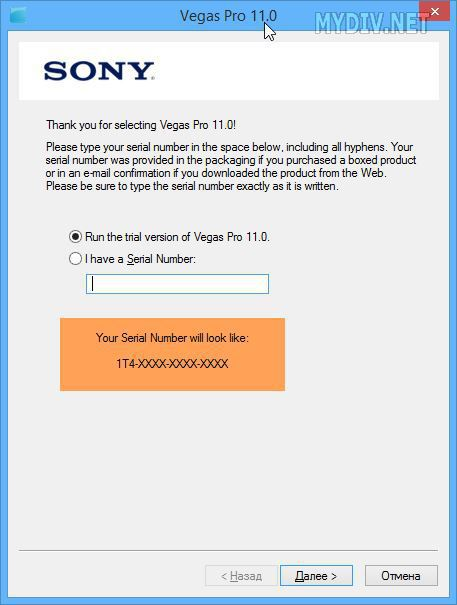 Vegas Pro 11.0
MYDIV.NET
SONY
Thank you for selecting Vegas Pro 11.0!
Please type your serial number in the space below, including all hyphens. Your
serial number was provided in the packaging if you purchased a boxed product
or in an e-mail confirmation if you downloaded the product from the Web.
Please be sure to type the serial number exactly as it is written.
Run the trial version of Vegas Pro 11.0.
I have a Serial Number:
Your Serial Number will look like:
1T4-XXXX-XXXX-XXXX
< Назад
Далее >
Отмена